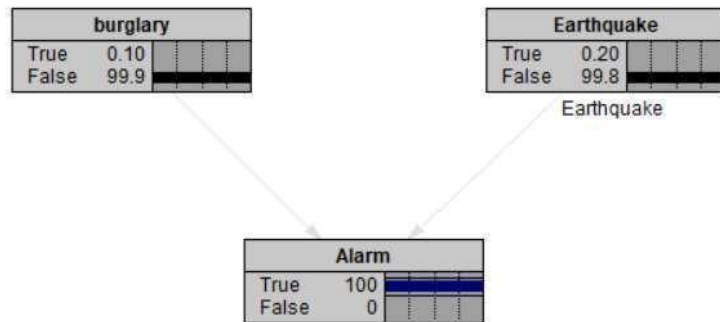 burglary
True 0.10
False 99.9
Earthquake
True 0.20
False 99.8
Earthquake
Alarm
True 100
False 0